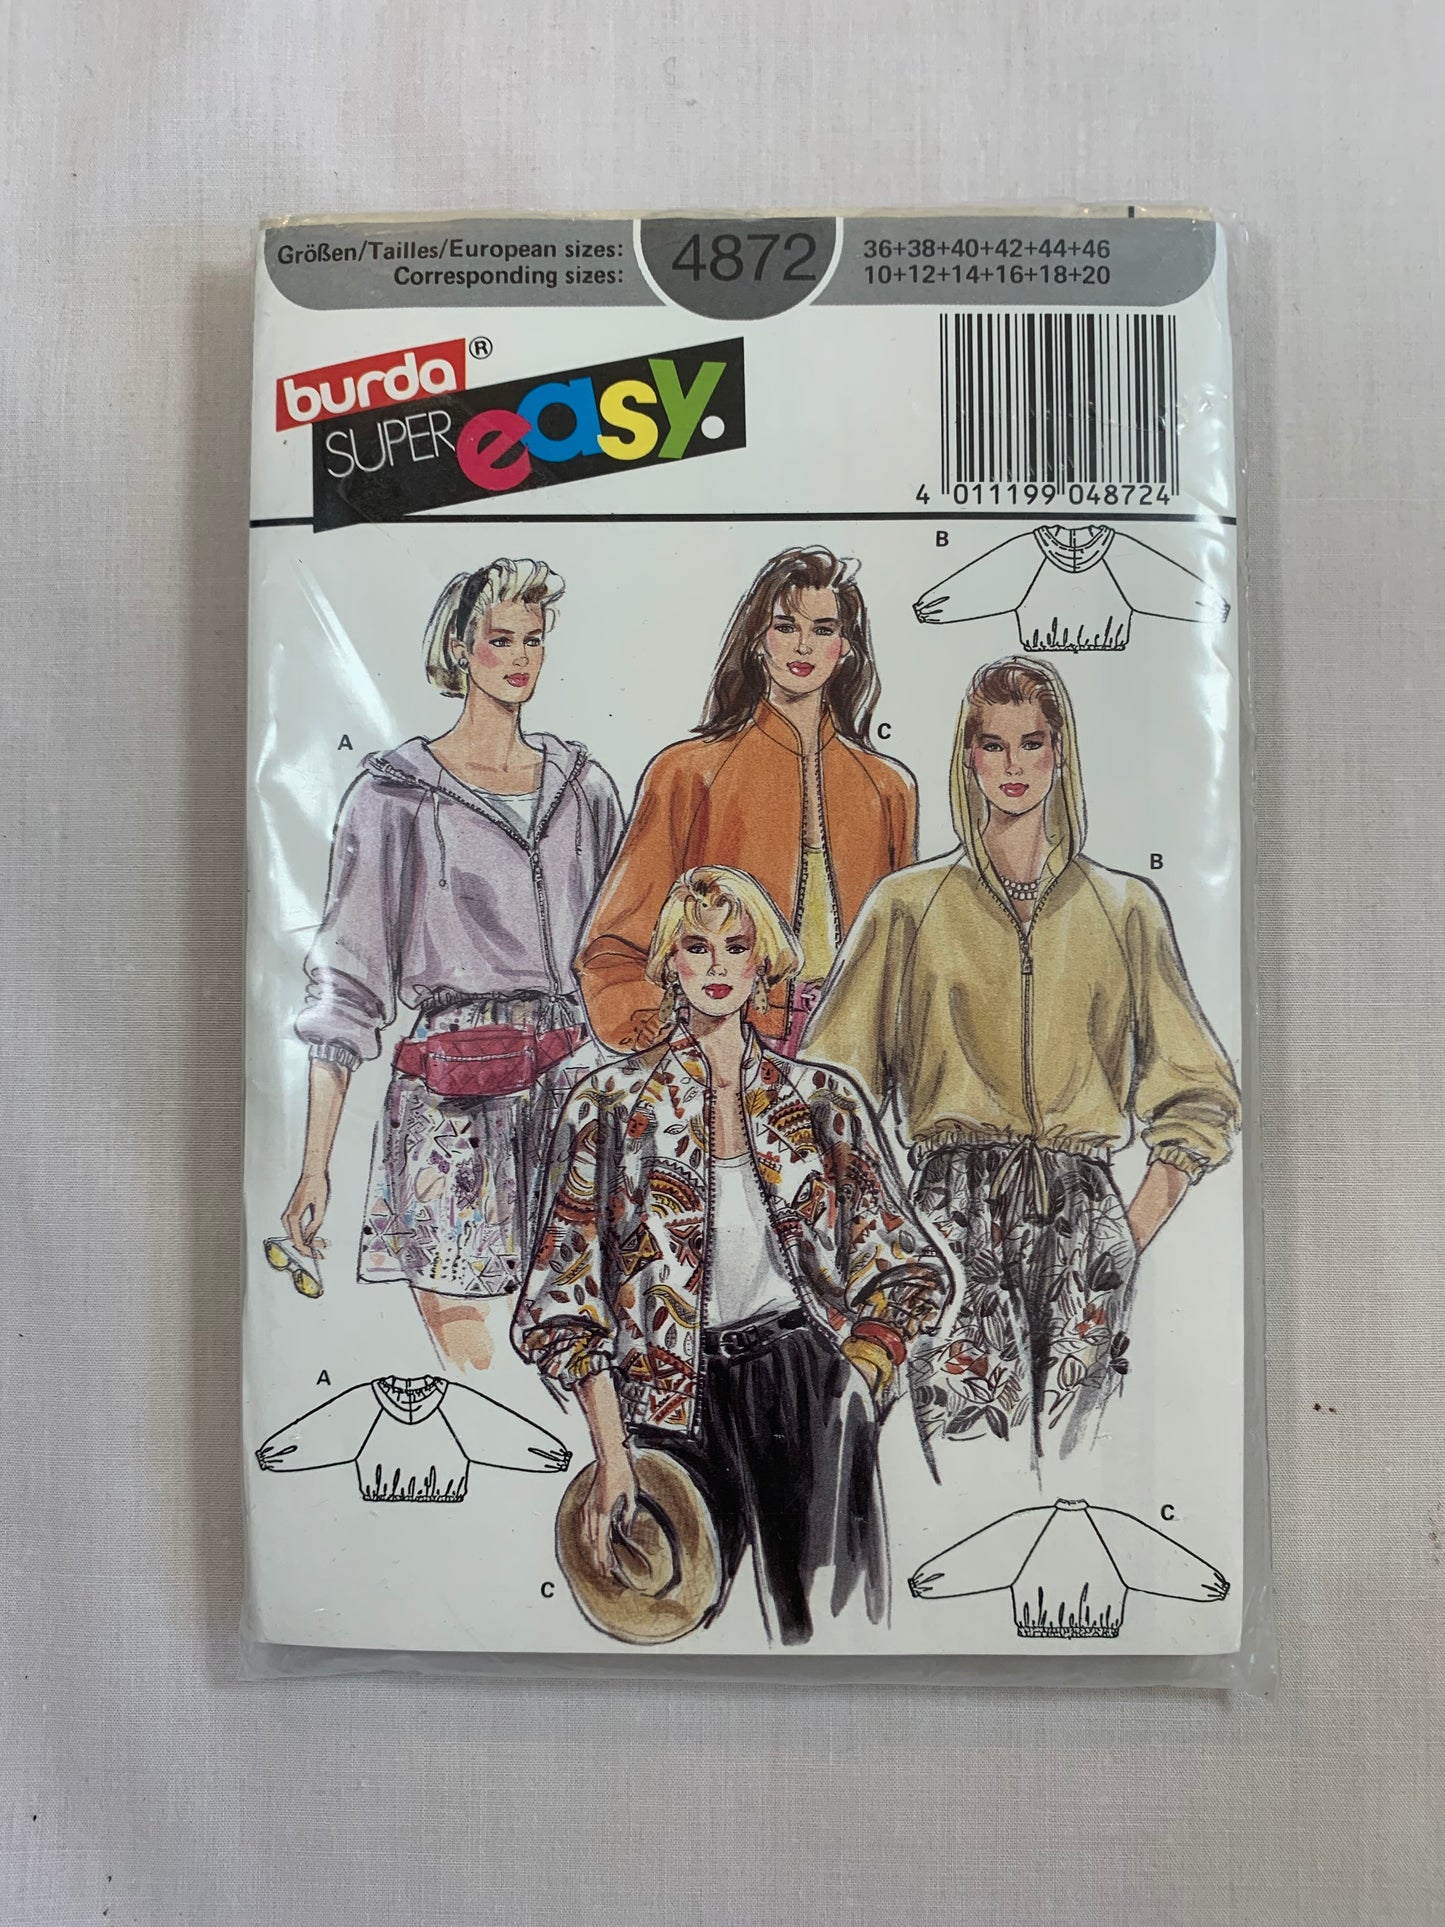 Größen/Tailles/European sizes: 4872 36+38+40+42+44+46
Corresponding sizes: 10+12+14+16+18+20
burda®
SUPER easy.
4 011199 048724
B
A
C
B
A
C
C